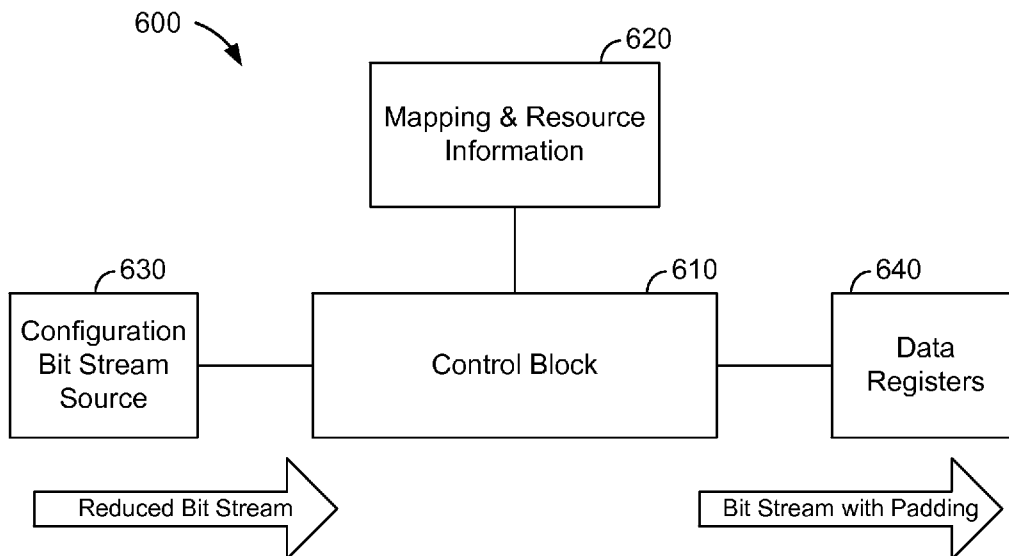 600
620
Mapping & Resource
Information
630
610
640
Configuration
Bit Stream
Source
Control Block
Data
Registers
Reduced Bit Stream
Bit Stream with Padding